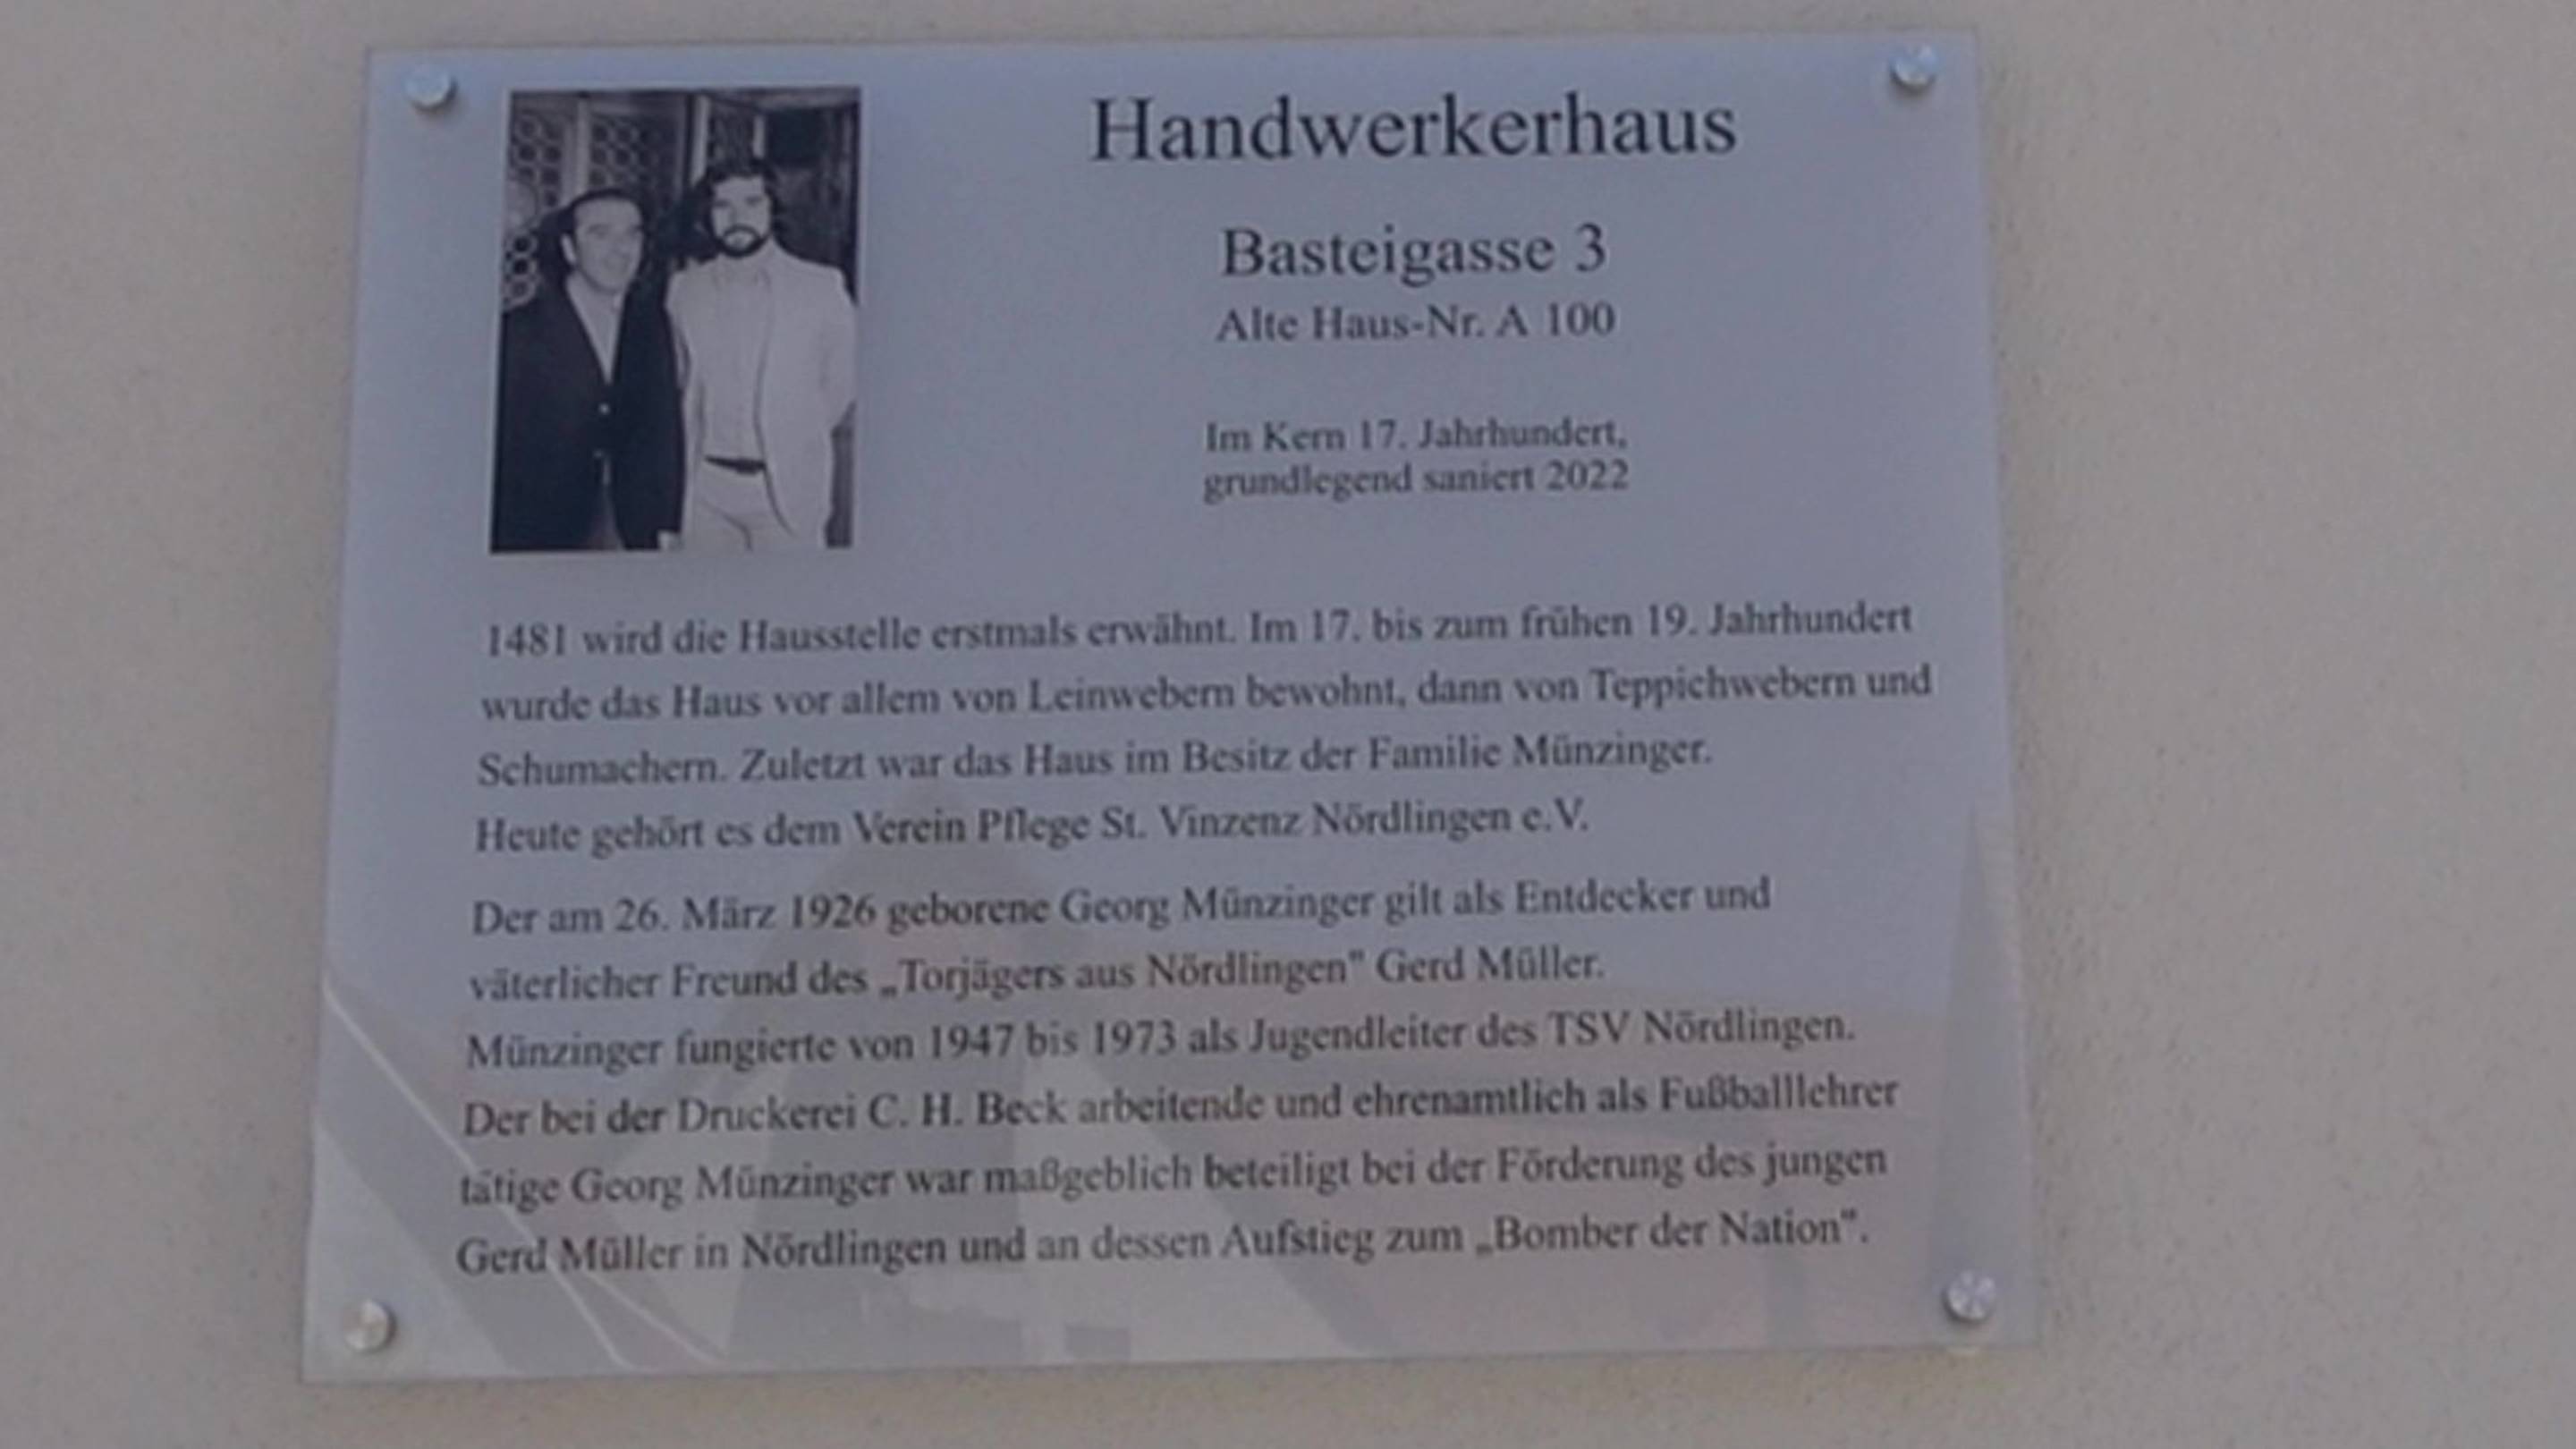 Handwerkerhaus
Basteigasse 3
Alte Haus-Nr. A 100
Im Kern 17. Jahrhundert,
grundlegend saniert 2022
1481 wird die Hausstelle erstmals erwähnt. Im 17. bis zum frühen 19. Jahrhundert
wurde das Haus vor allem von Leinwebern bewohnt, dann von Teppichwebern und
Schumachern. Zuletzt war das Haus im Besitz der Familie Münzinger.
Heute gehört es dem Verein Pflege St. Vinzenz Nördlingen e.V.
Der am 26. März 1926 geborene Georg Münzinger gilt als Entdecker und
väterlicher Freund des „Torjägers aus Nördlingen" Gerd Müller.
Münzinger fungierte von 1947 bis 1973 als Jugendleiter des TSV Nördlingen.
Der bei der Druckerei C. H. Beck arbeitende und ehrenamtlich als Fußballlehrer
tätige Georg Münzinger war maßgeblich beteiligt bei der Förderung des jungen
Gerd Müller in Nördlingen und an dessen Aufstieg zum „Bomber der Nation".